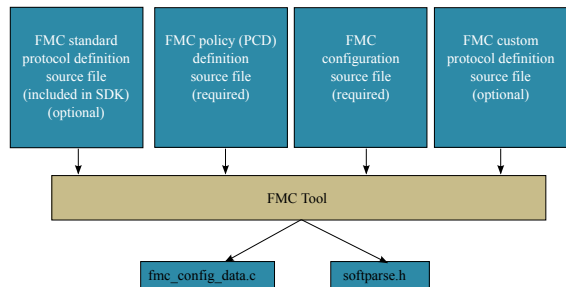 FMC standard
protocol definition
source file
(included in SDK)
(optional)
FMC policy (PCD)
definition
source file
(required)
FMC
configuration
source file
(required)
FMC custom
protocol definition
source file
(optional)
FMC Tool
fmc_config_data.c
softparse.h